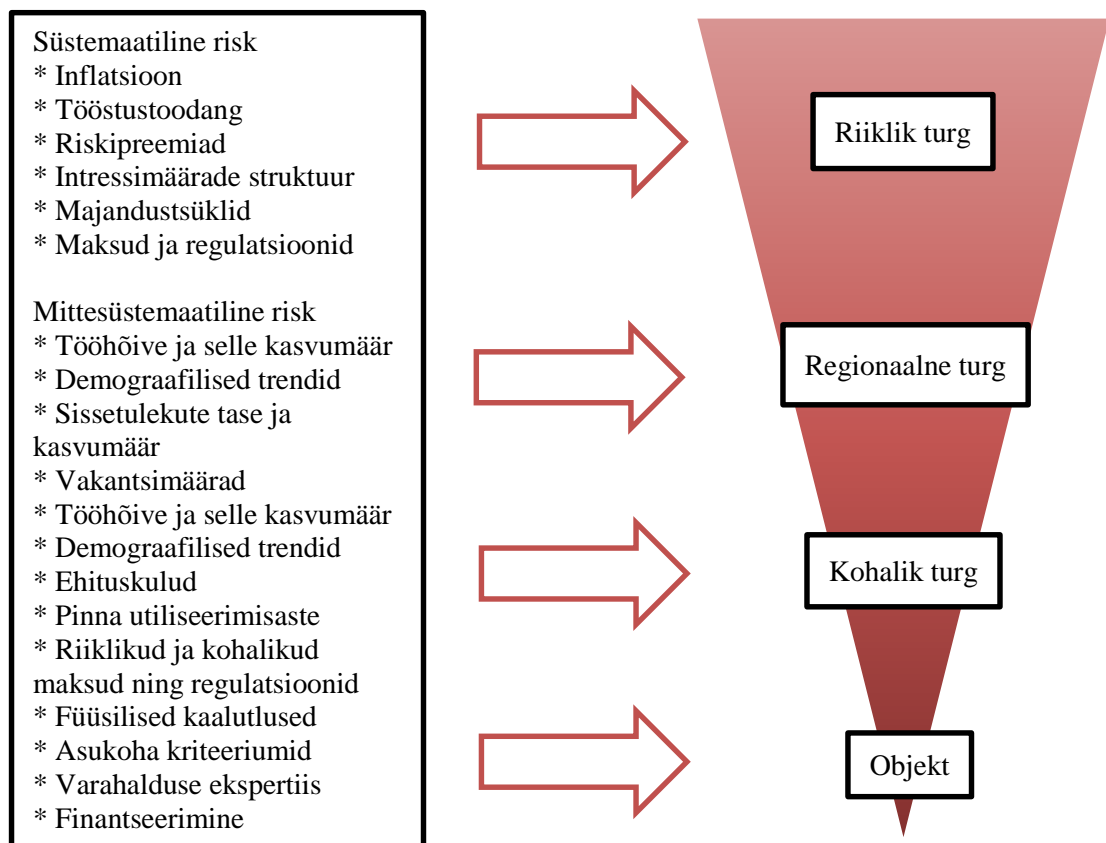 Süstemaatiline risk
* Inflatsioon
* Tööstustoodang
* Riskipreemiad
* Intressimäärade struktuur
* Majandustsüklid
* Maksud ja regulatsioonid
Mittesüstemaatiline risk
* Tööhõive ja selle kasvumäär
* Demograafilised trendid
* Sissetulekute tase ja
kasvumäär
* Vakantsimäärad
* Tööhõive ja selle kasvumäär
* Demograafilised trendid
* Ehituskulud
* Pinna utiliseerimisaste
* Riiklikud ja kohalikud
maksud ning regulatsioonid
* Füüsilised kaalutlused
* Asukoha kriteeriumid
* Varahalduse ekspertiis
* Finantseerimine
Riiklik turg
Regionaalne turg
Kohalik turg
Objekt